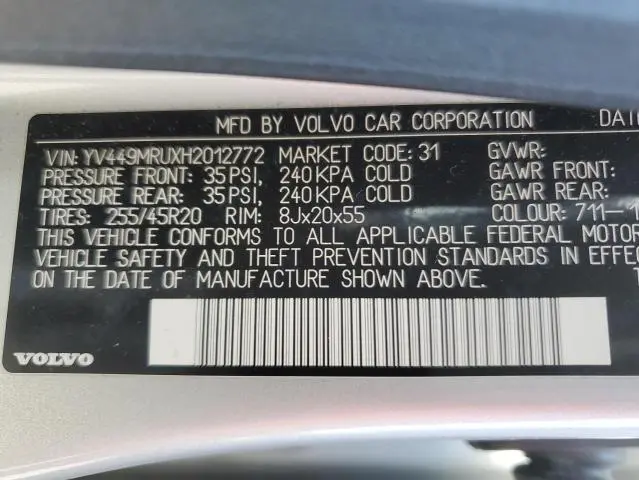 MFD BY VOLVO CAR CORPORATION DATE
VIN: YV449MRUXH2012772 MARKET CODE: 31 GVWR:
PRESSURE FRONT: 35 PSI, 240 KPA COLD GAWR FRONT:
PRESSURE REAR: 35 PSI, 240 KPA COLD GAWR REAR:
TIRES: 255/45R20 RIM: 8Jx20x55 COLOUR: 711-1
THIS VEHICLE CONFORMS TO ALL APPLICABLE FEDERAL MOTOR
VEHICLE SAFETY AND THEFT PREVENTION STANDARDS IN EFFEC
ON THE DATE OF MANUFACTURE SHOWN ABOVE.
VOLVO